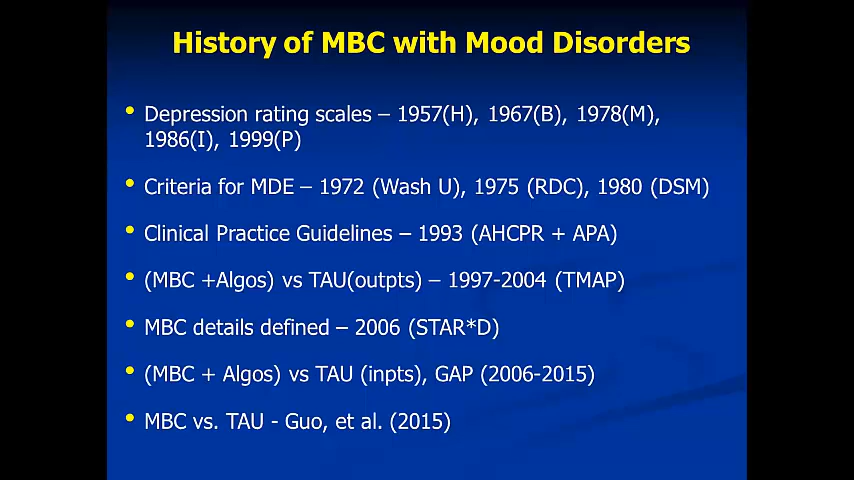 History of MBC with Mood Disorders
• Depression rating scales – 1957(H), 1967(B), 1978(M),
1986(I), 1999(P)
• Criteria for MDE – 1972 (Wash U), 1975 (RDC), 1980 (DSM)
• Clinical Practice Guidelines – 1993 (AHCPR + APA)
• (MBC +Algos) vs TAU(outpts) – 1997-2004 (TMAP)
• MBC details defined – 2006 (STAR*D)
• (MBC + Algos) vs TAU (inpts), GAP (2006-2015)
• MBC vs. TAU - Guo, et al. (2015)